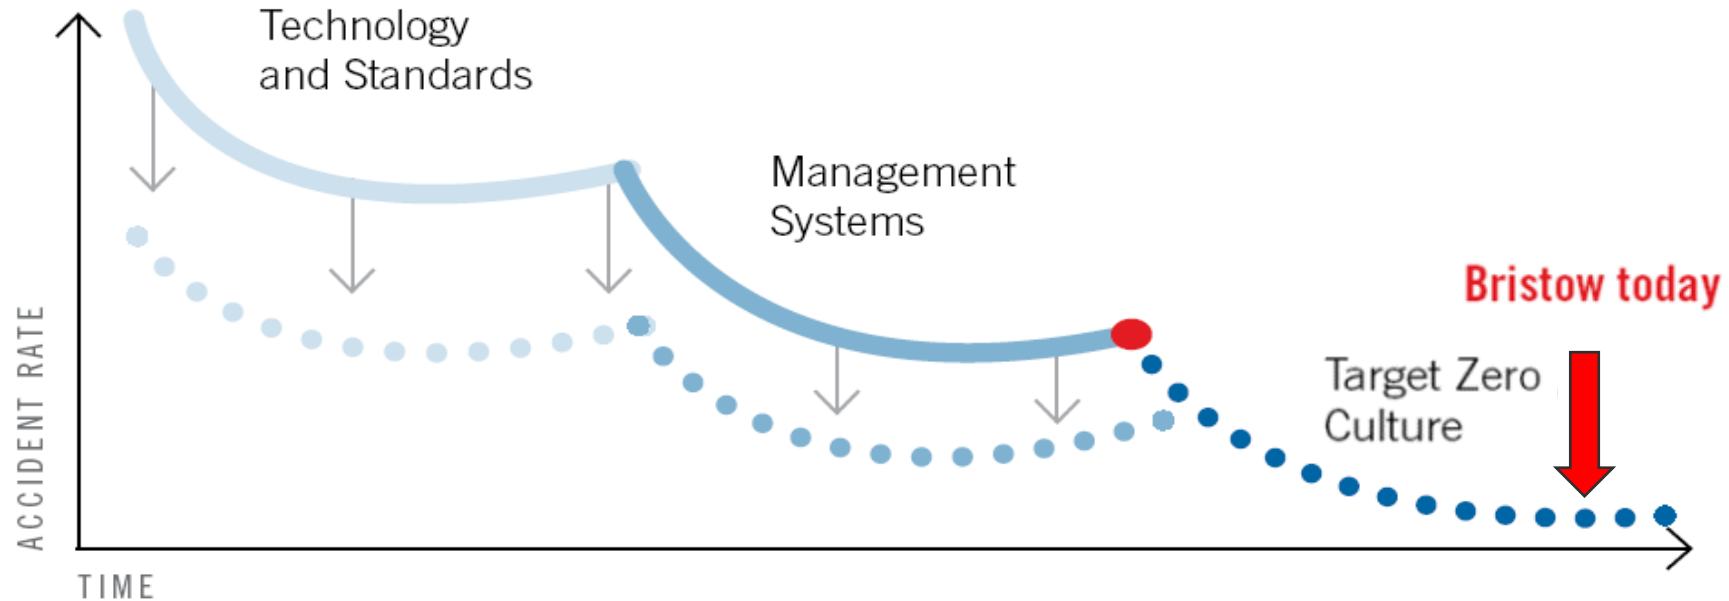 Technology
and Standards
Management
Systems
Bristow today
Target Zero
Culture
ACCIDENT RATE
TIME